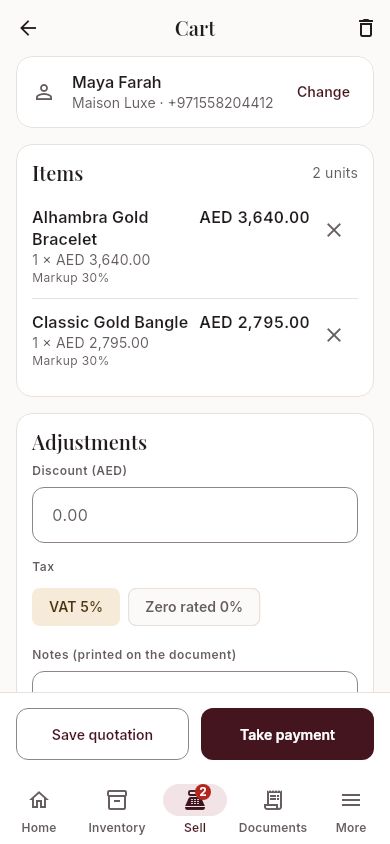 Cart
Maya Farah
Maison Luxe · +971558204412
Change
Items
2 units
Alhambra Gold
Bracelet
AED 3,640.00
1 × AED 3,640.00
Markup 30%
Classic Gold Bangle
AED 2,795.00
1 × AED 2,795.00
Markup 30%
Adjustments
Discount (AED)
0.00
Tax
VAT 5%
Zero rated 0%
Notes (printed on the document)
Save quotation
Take payment
2
Home
Inventory
Sell
Documents
More